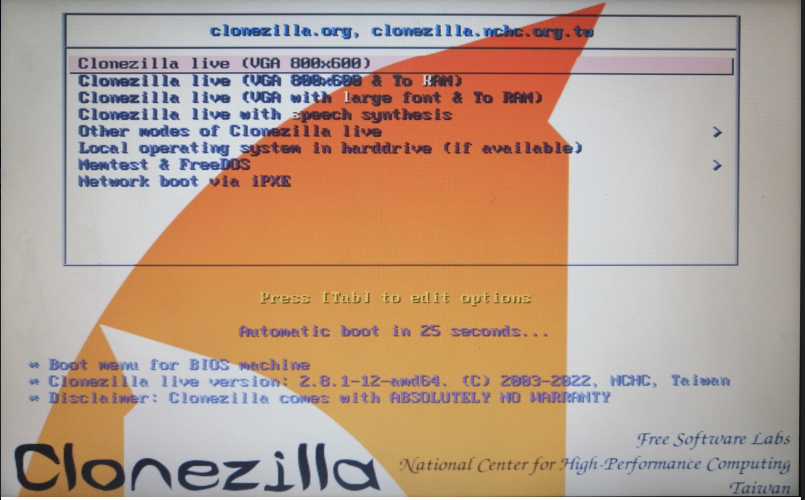 clonezilla.org, clonezilla.nchc.org.tw
Clonezilla live (VGA 800x600)
Clonezilla live (VGA 800x600 & To RAM)
Clonezilla live (VGA with large font & To RAM)
Clonezilla live with speech synthesis
Other modes of Clonezilla live >
Local operating system in harddrive (if available)
Memtest & FreeDOS >
Network boot via iPXE
Press [Tab] to edit options
Automatic boot in 25 seconds...
* Boot menu for BIOS machine
* Clonezilla live version: 2.8.1-12-amd64. (C) 2003-2022, NCHC, Taiwan
* Disclaimer: Clonezilla comes with ABSOLUTELY NO WARRANTY
Free Software Labs
Clonezilla National Center for High-Performance Computing
Taiwan